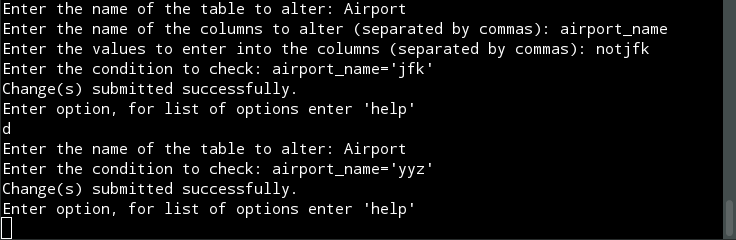 Enter the name of the table to alter: Airport
Enter the name of the columns to alter (separated by commas): airport_name
Enter the values to enter into the columns (separated by commas): notjfk
Enter the condition to check: airport_name='jfk'
Change(s) submitted successfully.
Enter option, for list of options enter 'help'
d
Enter the name of the table to alter: Airport
Enter the condition to check: airport_name='yyz'
Change(s) submitted successfully.
Enter option, for list of options enter 'help'